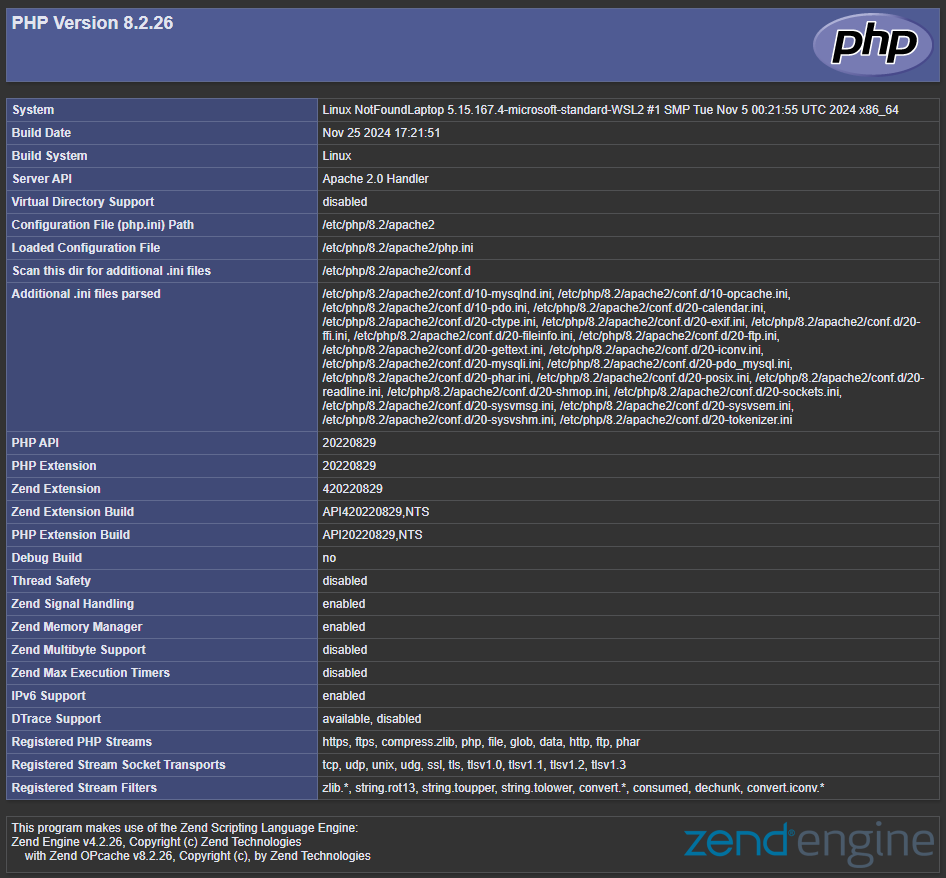 PHP Version 8.2.26
php
System Linux NotFoundLaptop 5.15.167.4-microsoft-standard-WSL2 #1 SMP Tue Nov 5 00:21:55 UTC 2024 x86_64
Build Date Nov 25 2024 17:21:51
Build System Linux
Server API Apache 2.0 Handler
Virtual Directory Support disabled
Configuration File (php.ini) Path /etc/php/8.2/apache2
Loaded Configuration File /etc/php/8.2/apache2/php.ini
Scan this dir for additional .ini files /etc/php/8.2/apache2/conf.d
Additional .ini files parsed /etc/php/8.2/apache2/conf.d/10-mysqlnd.ini, /etc/php/8.2/apache2/conf.d/10-opcache.ini,
/etc/php/8.2/apache2/conf.d/10-pdo.ini, /etc/php/8.2/apache2/conf.d/20-calendar.ini,
/etc/php/8.2/apache2/conf.d/20-ctype.ini, /etc/php/8.2/apache2/conf.d/20-exif.ini, /etc/php/8.2/apache2/conf.d/20-
ffi.ini, /etc/php/8.2/apache2/conf.d/20-fileinfo.ini, /etc/php/8.2/apache2/conf.d/20-ftp.ini,
/etc/php/8.2/apache2/conf.d/20-gettext.ini, /etc/php/8.2/apache2/conf.d/20-iconv.ini,
/etc/php/8.2/apache2/conf.d/20-mysqli.ini, /etc/php/8.2/apache2/conf.d/20-pdo_mysql.ini,
/etc/php/8.2/apache2/conf.d/20-phar.ini, /etc/php/8.2/apache2/conf.d/20-posix.ini, /etc/php/8.2/apache2/conf.d/20-
readline.ini, /etc/php/8.2/apache2/conf.d/20-shmop.ini, /etc/php/8.2/apache2/conf.d/20-sockets.ini,
/etc/php/8.2/apache2/conf.d/20-sysvmsg.ini, /etc/php/8.2/apache2/conf.d/20-sysvsem.ini,
/etc/php/8.2/apache2/conf.d/20-sysvshm.ini, /etc/php/8.2/apache2/conf.d/20-tokenizer.ini
PHP API 20220829
PHP Extension 20220829
Zend Extension 420220829
Zend Extension Build API420220829,NTS
PHP Extension Build API20220829,NTS
Debug Build no
Thread Safety disabled
Zend Signal Handling enabled
Zend Memory Manager enabled
Zend Multibyte Support disabled
Zend Max Execution Timers disabled
IPv6 Support enabled
DTrace Support available, disabled
Registered PHP Streams https, ftps, compress.zlib, php, file, glob, data, http, ftp, phar
Registered Stream Socket Transports tcp, udp, unix, udg, ssl, tls, tlsv1.0, tlsv1.1, tlsv1.2, tlsv1.3
Registered Stream Filters zlib.*, string.rot13, string.toupper, string.tolower, convert.*, consumed, dechunk, convert.iconv.*
This program makes use of the Zend Scripting Language Engine:
Zend Engine v4.2.26, Copyright (c) Zend Technologies
with Zend OPcache v8.2.26, Copyright (c), by Zend Technologies
zend® engine